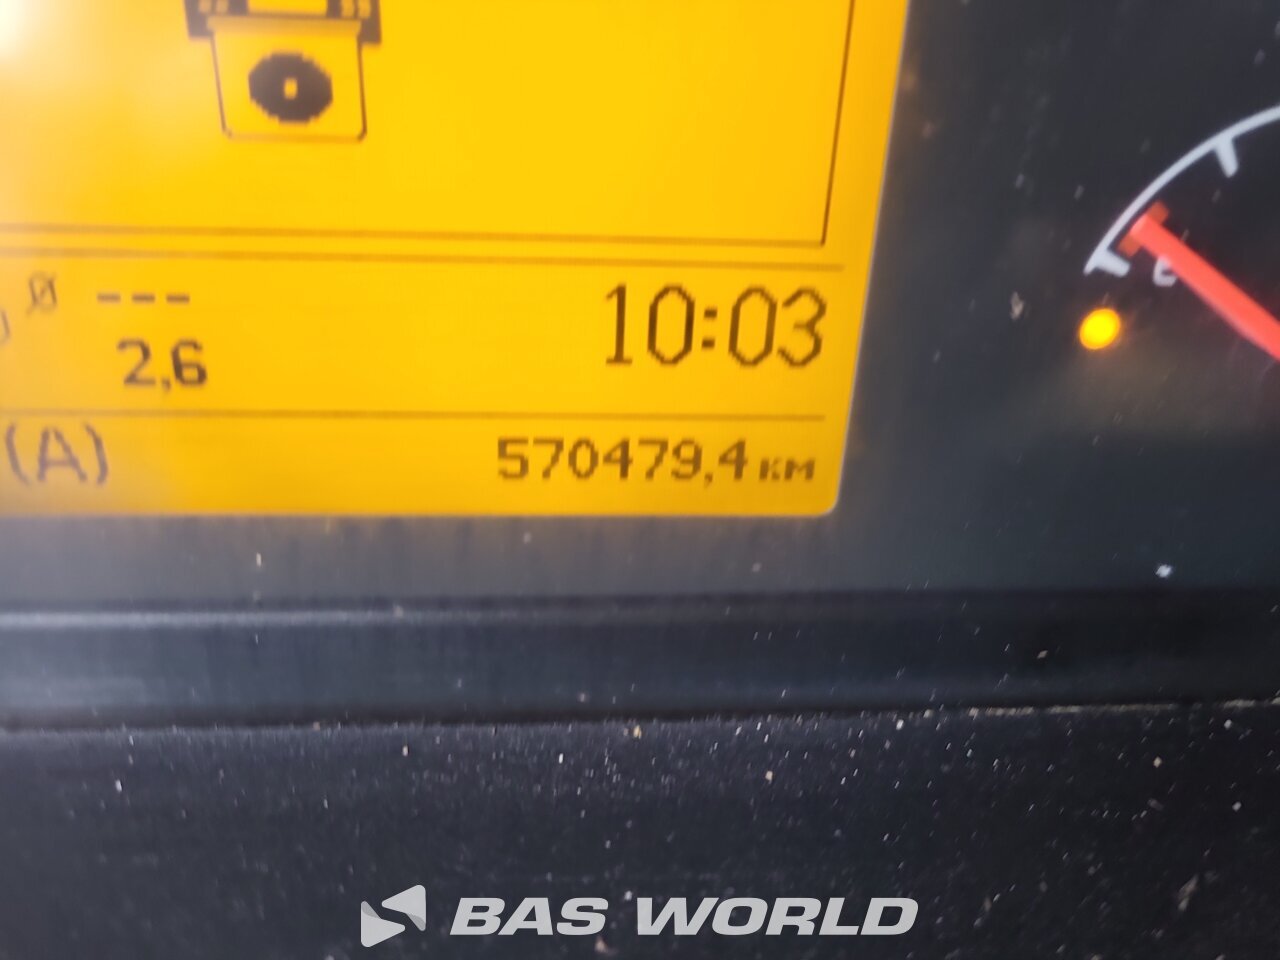 Ø ---
2,6
10:03
(A)
570479,4 км
BAS WORLD